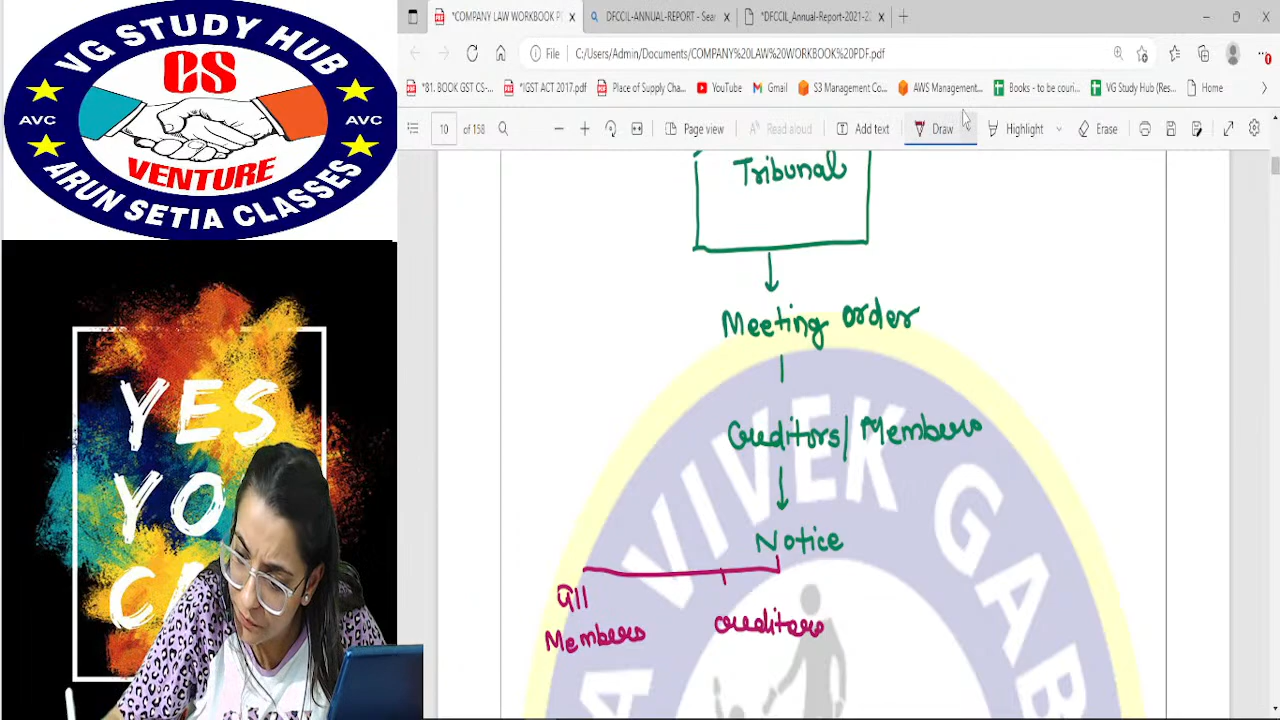 VG STUDY HUB
CS
AVC
AVC
VENTURE
ARUN SETIA CLASSES
YES
YO
C
*COMPANY LAW WORKBOOK P
DFCCIL-ANNUAL-REPORT - Sear
*DFCCIL_Annual-Report-2021-2
File
C:/Users/Admin/Documents/COMPANY%20LAW%20WORKBOOK%20PDF.pdf
*81. BOOK GST cc...
*IGST ACT 2017.pdf
Place of Supply Cha...
YouTube
Gmail
S3 Management Co...
AWS Management...
Books - to be couri...
Study Hub (Res...
Home
10
of 158
Page view
Read aloud
Add text
Draw
Highlight
Erase
Tribunal
Meeting order
Creditors/ Members
Notice
All
Members
creditors
VIVEK GAB
A